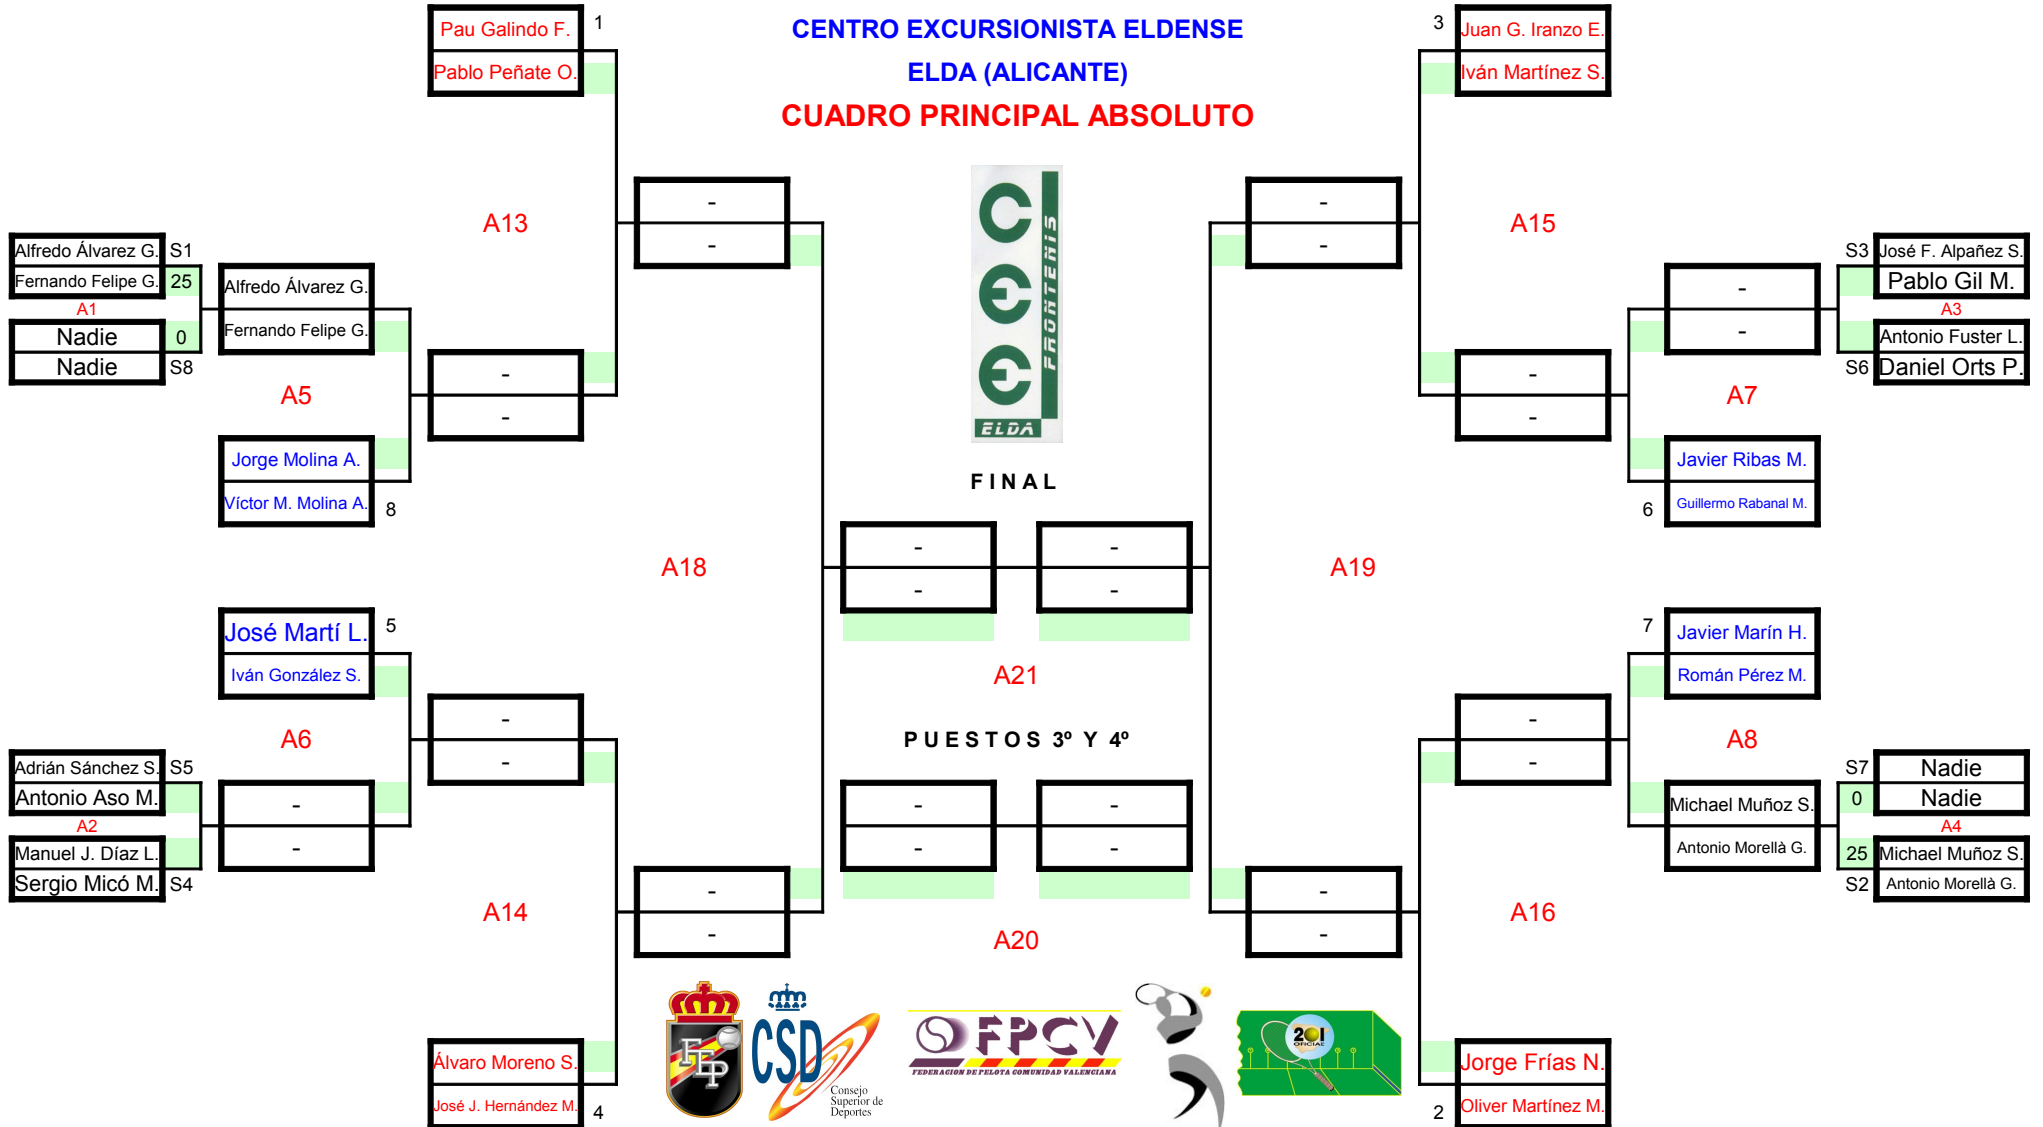 CENTRO EXCURSIONISTA ELDENSE
ELDA (ALICANTE)
CUADRO PRINCIPAL ABSOLUTO
Pau Galindo F. 1
Pablo Peñate O.
3 Juan G. Iranzo E.
Iván Martínez S.
A13
-
-
-
-
A15
Alfredo Álvarez G. S1
Fernando Felipe G. 25
A1
Nadie 0
Nadie S8
Alfredo Álvarez G.
Fernando Felipe G.
A5
Jorge Molina A.
Víctor M. Molina A. 8
-
-
CEE
FRONTENIS
ELDA
-
-
-
-
S3 José F. Alpañez S.
Pablo Gil M.
A3
Antonio Fuster L.
S6 Daniel Orts P.
A7
Javier Ribas M.
6 Guillermo Rabanal M.
FINAL
- -
- -
A18
A19
A21
José Martí L. 5
Iván González S.
A6
Adrián Sánchez S. S5
Antonio Aso M.
A2
Manuel J. Díaz L.
Sergio Micó M. S4
-
-
-
-
PUESTOS 3º Y 4º
- -
- -
A20
7 Javier Marín H.
Román Pérez M.
A8
-
-
Michael Muñoz S.
Antonio Morellà G.
S7 Nadie
0 Nadie
A4
25 Michael Muñoz S.
S2 Antonio Morellà G.
A14
-
-
-
-
A16
Álvaro Moreno S.
José J. Hernández M. 4
FEP
CSD
Consejo
Superior de
Deportes
FPCV
FEDERACION DE PELOTA COMUNIDAD VALENCIANA
201
OFICIAL
Jorge Frías N.
2 Oliver Martínez M.